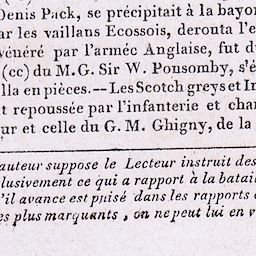 Denis Pack, se précipitait à la bayon
ar les vaillans Ecossois, derouta l'e
vénéré par l'armée Anglaise, fut d
(cc) du M.G. Sir W. Ponsomby, s'é
lla en pièces.—Les Scotch greys et In
t repoussée par l'infanterie et char
ur et celle du G. M. Ghigny, de la
auteur suppose le Lecteur instruit des
lusivement ce qui a rapport à la batail
'il avance est puisé dans les rapports o
es plus marquants, on ne peut lui en v